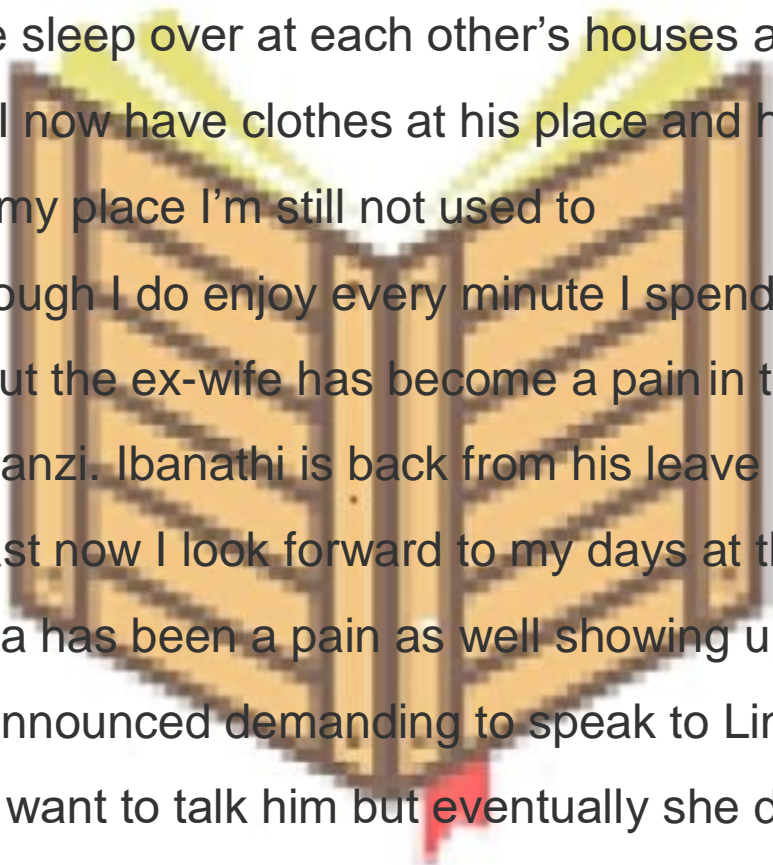 e sleep over at each other’s houses a
I now have clothes at his place and h
my place I’m still not used to
ough I do enjoy every minute I spend
ut the ex-wife has become a pain in t
anzi. Ibanathi is back from his leave
ast now I look forward to my days at th
a has been a pain as well showing u
nnounced demanding to speak to Lin
want to talk him but eventually she d